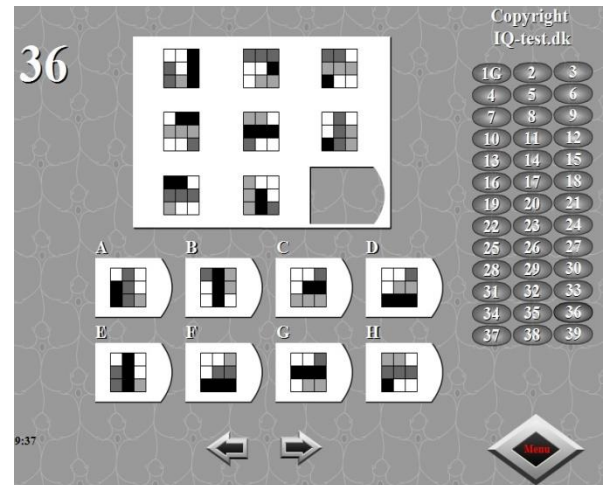 Copyright
IQ-test.dk
36
1G 2 3
4 5 6
7 8 9
10 11 12
13 14 15
16 17 18
19 20 21
22 23 24
25 26 27
28 29 30
31 32 33
34 35 36
37 38 39
A B C D
E F G H
9:37
Menu